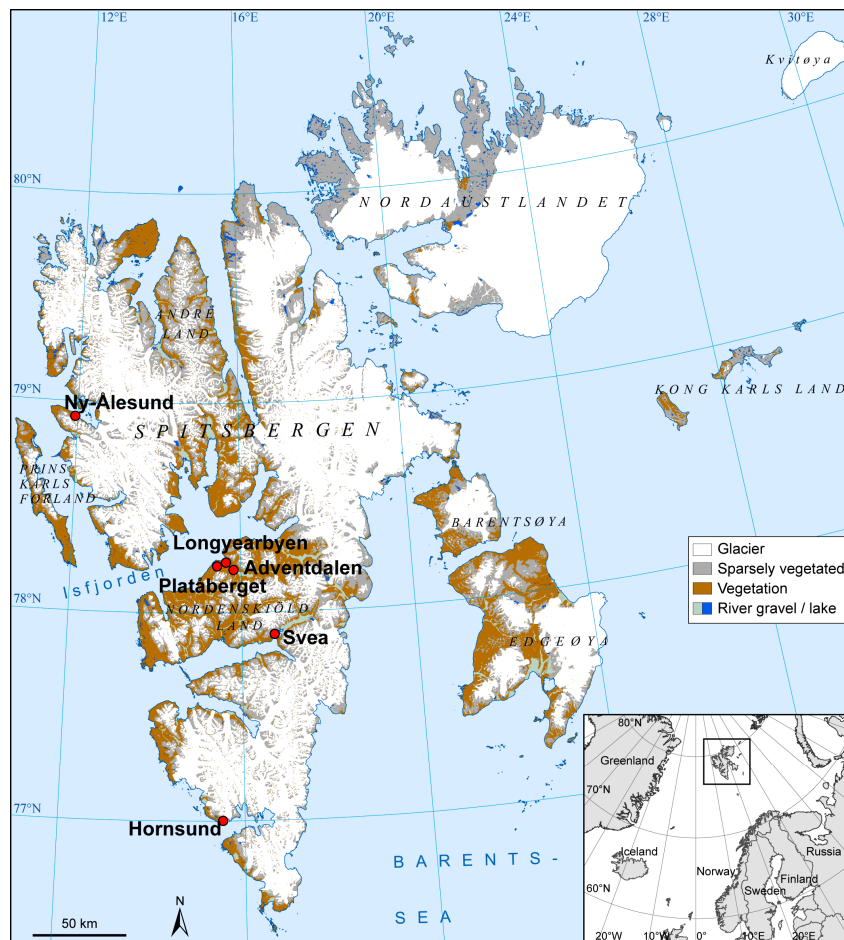 12°E
16°E
20°E
24°E
28°E
30°E
Kvitøya
80°N
NORDAUSTLANDET
ANDRÉ
LAND
79°N
Ny-Ålesund
KONG KARLS LAND
SPITSBERGEN
PRINS
KARLS
FORLAND
BARENTSØYA
Longyearbyen
Adventdalen
Isfjorden
Platåberget
78°N
NORDENSKIÖLD
LAND
Svea
EDGEØYA
Glacier
Sparsely vegetated
Vegetation
River gravel / lake
77°N
Hornsund
BARENTS-
SEA
N
50 km
80°N
Greenland
70°N
Iceland
Norway
Russia
Finland
Sweden
60°N
20°W
10°W
0°
10°E
20°E